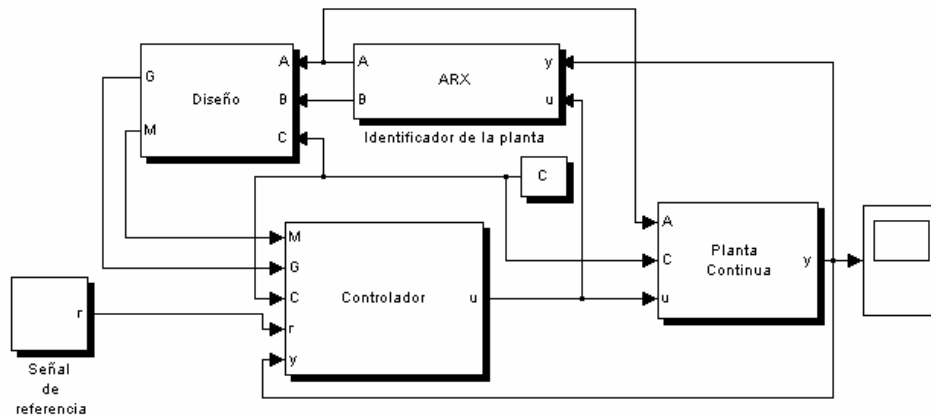 G
M
Diseño
A
B
C
A
B
ARX
y
u
Identificador de la planta
C
M
G
C
r
y
Controlador
u
A
C
u
Planta
Continua
y
r
Señal
de
referencia